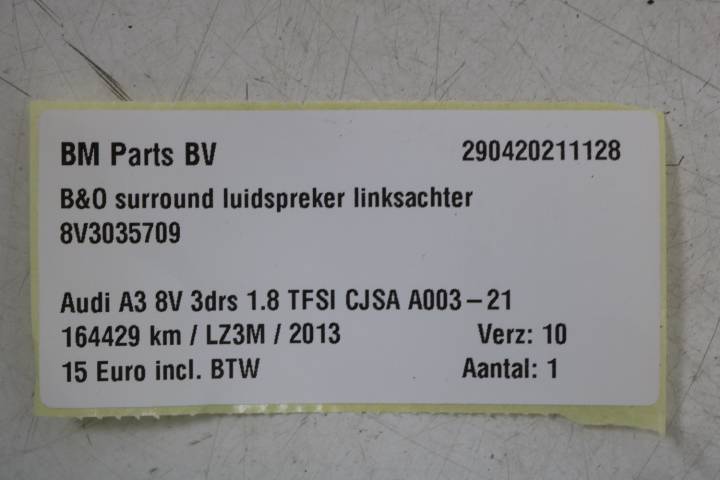 BM Parts BV 290420211128
B&O surround luidspreker linksachter
8V3035709
Audi A3 8V 3drs 1.8 TFSI CJSA A003-21
164429 km / LZ3M / 2013 Verz: 10
15 Euro incl. BTW Aantal: 1